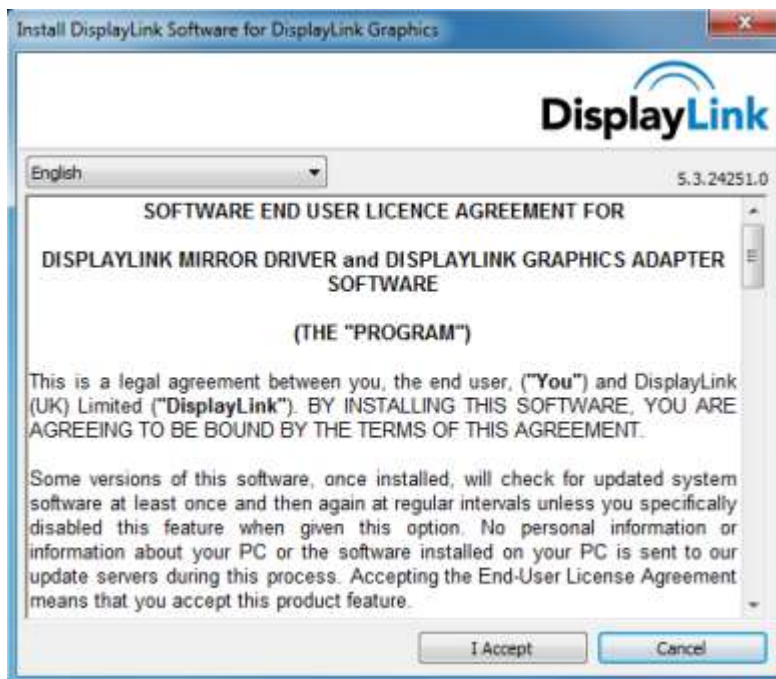 Install DisplayLink Software for DisplayLink Graphics
DisplayLink
English
5.3.24251.0
SOFTWARE END USER LICENCE AGREEMENT FOR
DISPLAYLINK MIRROR DRIVER and DISPLAYLINK GRAPHICS ADAPTER
SOFTWARE
(THE "PROGRAM")
This is a legal agreement between you, the end user, ("You") and DisplayLink
(UK) Limited ("DisplayLink"). BY INSTALLING THIS SOFTWARE, YOU ARE
AGREEING TO BE BOUND BY THE TERMS OF THIS AGREEMENT.
Some versions of this software, once installed, will check for updated system
software at least once and then again at regular intervals unless you specifically
disabled this feature when given this option. No personal information or
information about your PC or the software installed on your PC is sent to our
update servers during this process. Accepting the End-User License Agreement
means that you accept this product feature.
I Accept
Cancel